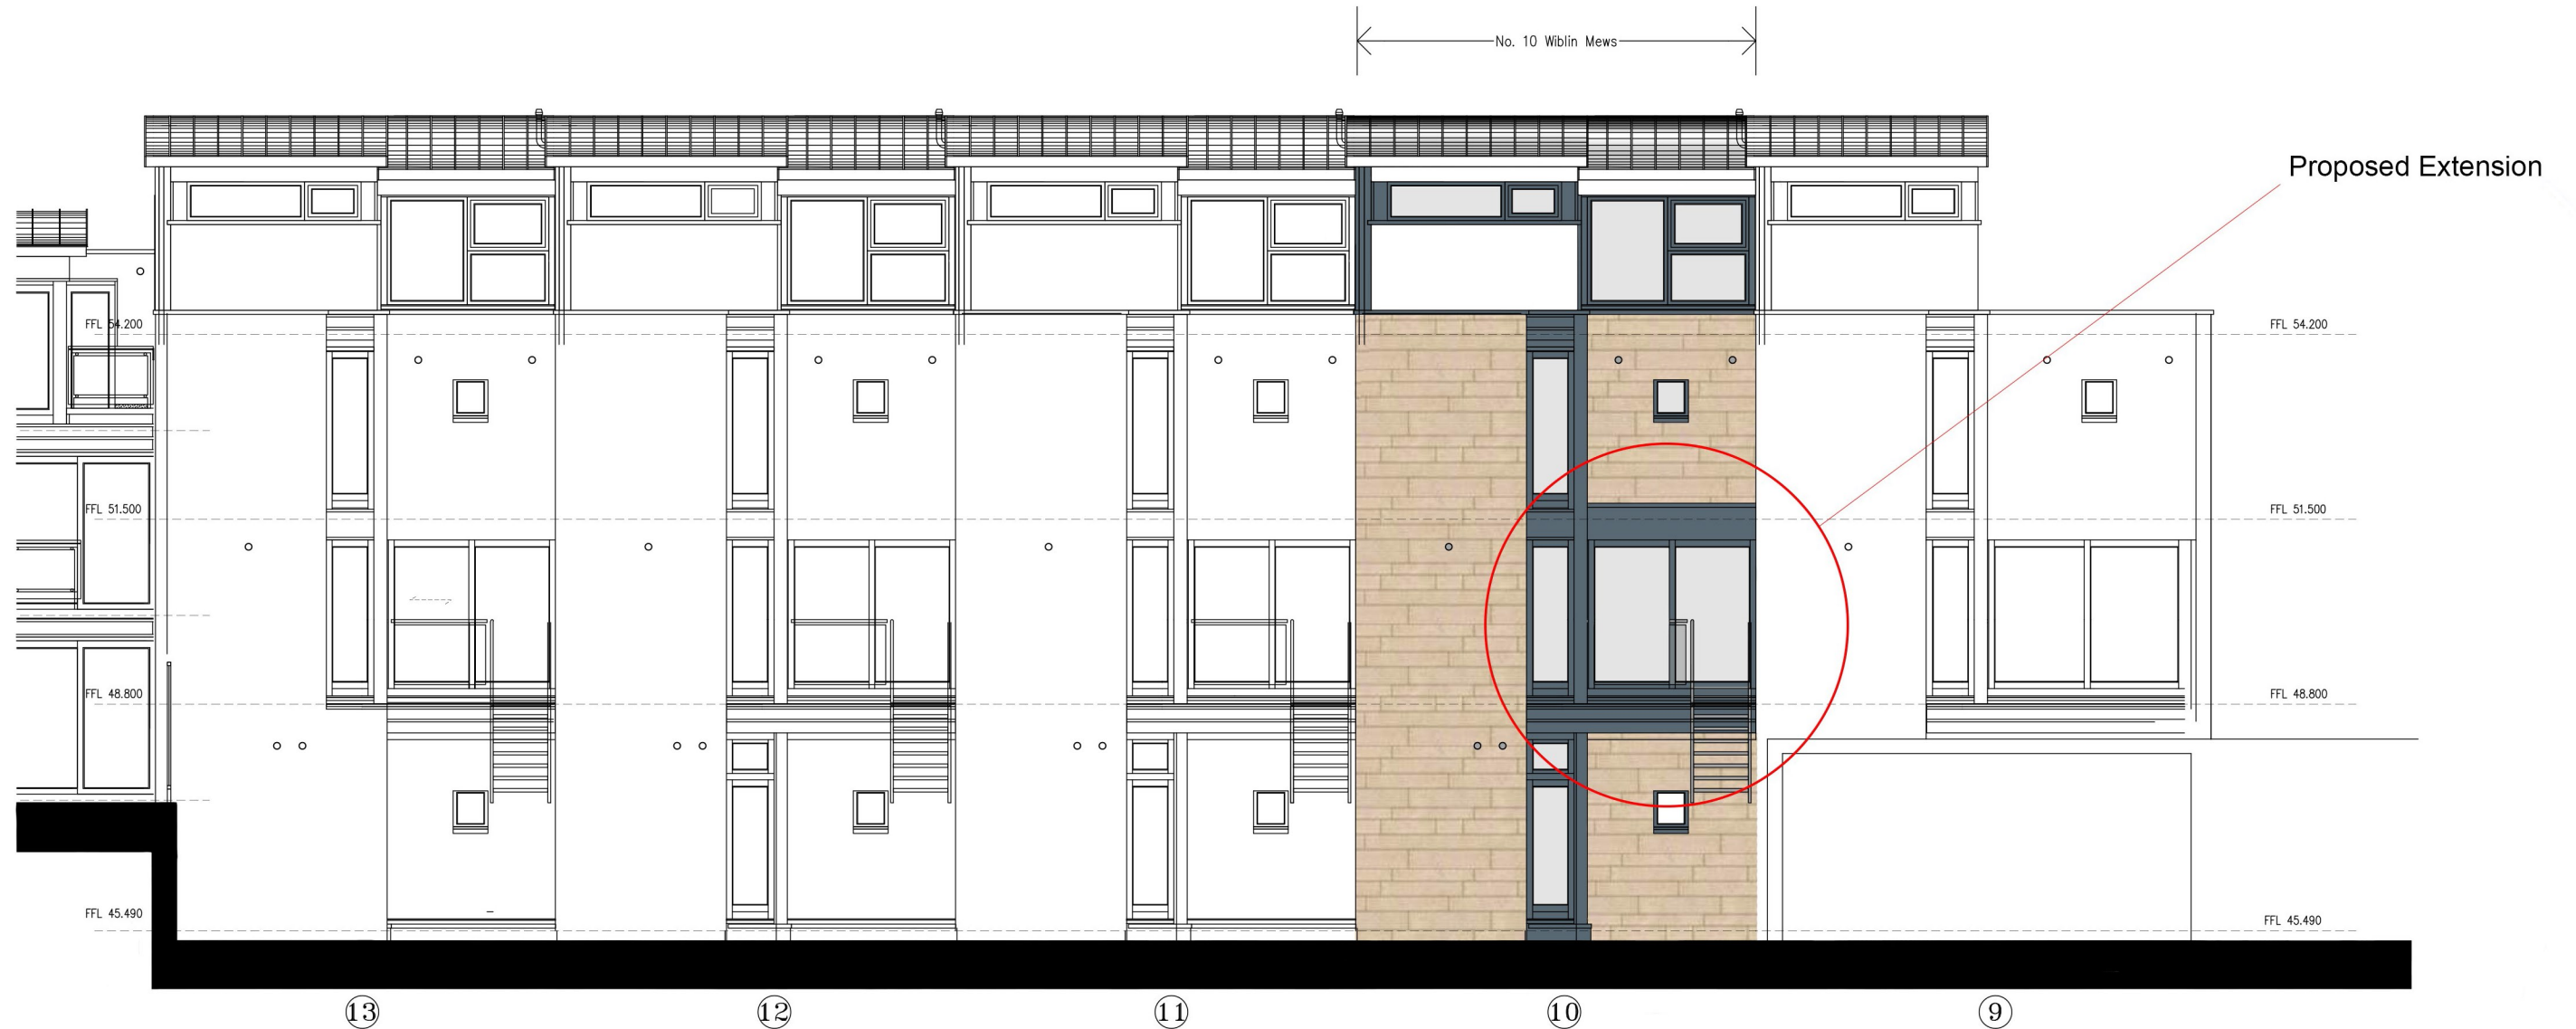 No. 10 Wiblin Mews
Proposed Extension
FFL 54.200
FFL 54.200
FFL 51.500
FFL 51.500
FFL 48.800
FFL 48.800
FFL 45.490
FFL 45.490
13
12
11
10
9